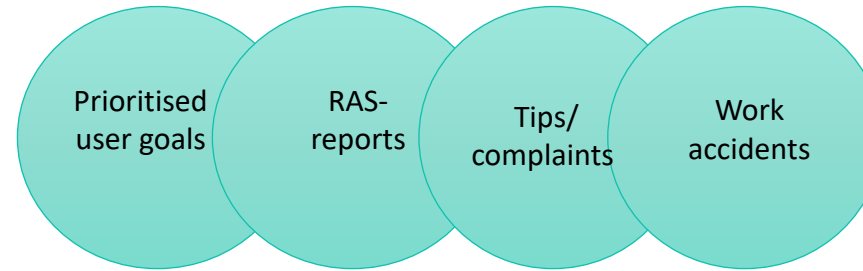 Prioritised
user goals
RAS-
reports
Tips/
complaints
Work
accidents